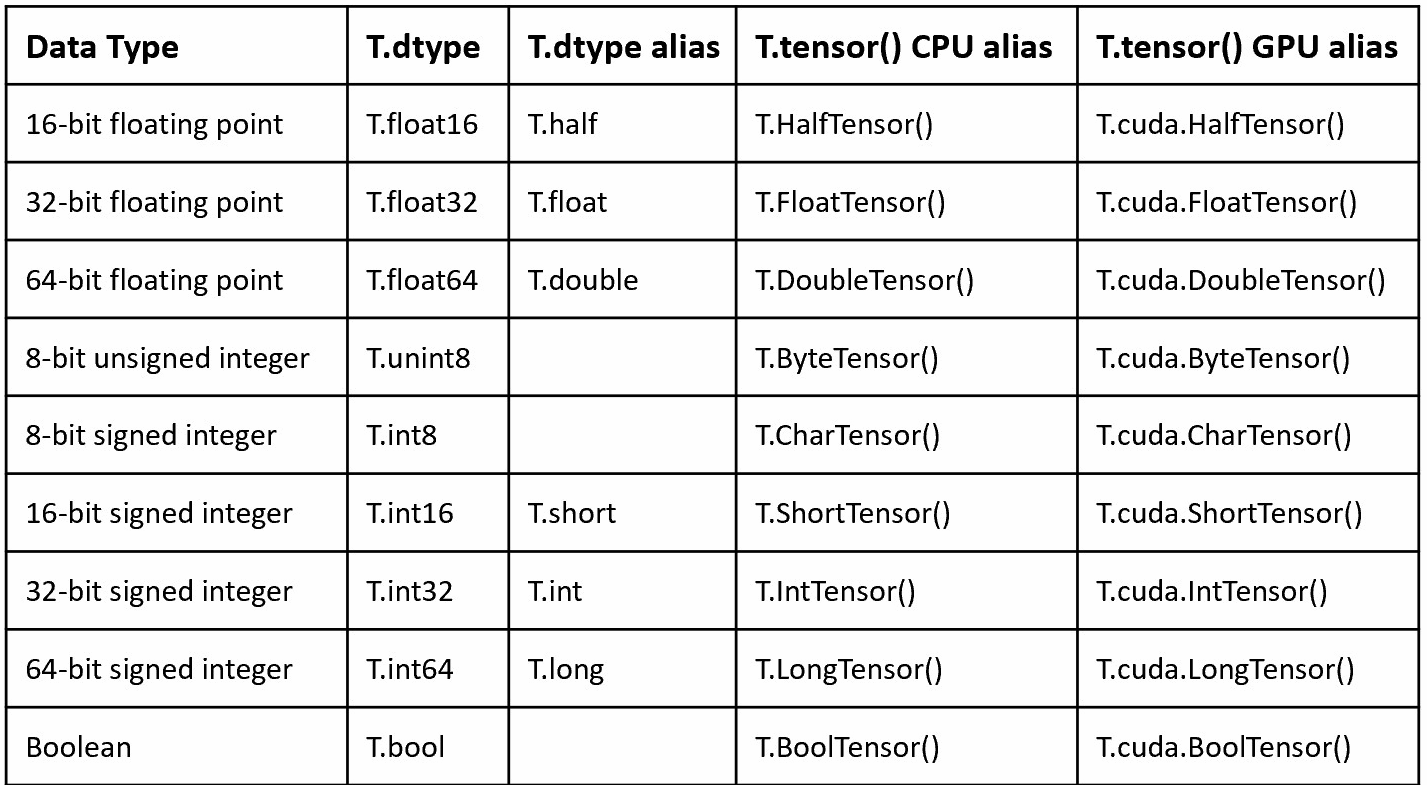 Data Type T.dtype T.dtype alias T.tensor() CPU alias T.tensor() GPU alias
16-bit floating point T.float16 T.half T.HalfTensor() T.cuda.HalfTensor()
32-bit floating point T.float32 T.float T.FloatTensor() T.cuda.FloatTensor()
64-bit floating point T.float64 T.double T.DoubleTensor() T.cuda.DoubleTensor()
8-bit unsigned integer T.unint8 T.ByteTensor() T.cuda.ByteTensor()
8-bit signed integer T.int8 T.CharTensor() T.cuda.CharTensor()
16-bit signed integer T.int16 T.short T.ShortTensor() T.cuda.ShortTensor()
32-bit signed integer T.int32 T.int T.IntTensor() T.cuda.IntTensor()
64-bit signed integer T.int64 T.long T.LongTensor() T.cuda.LongTensor()
Boolean T.bool T.BoolTensor() T.cuda.BoolTensor()